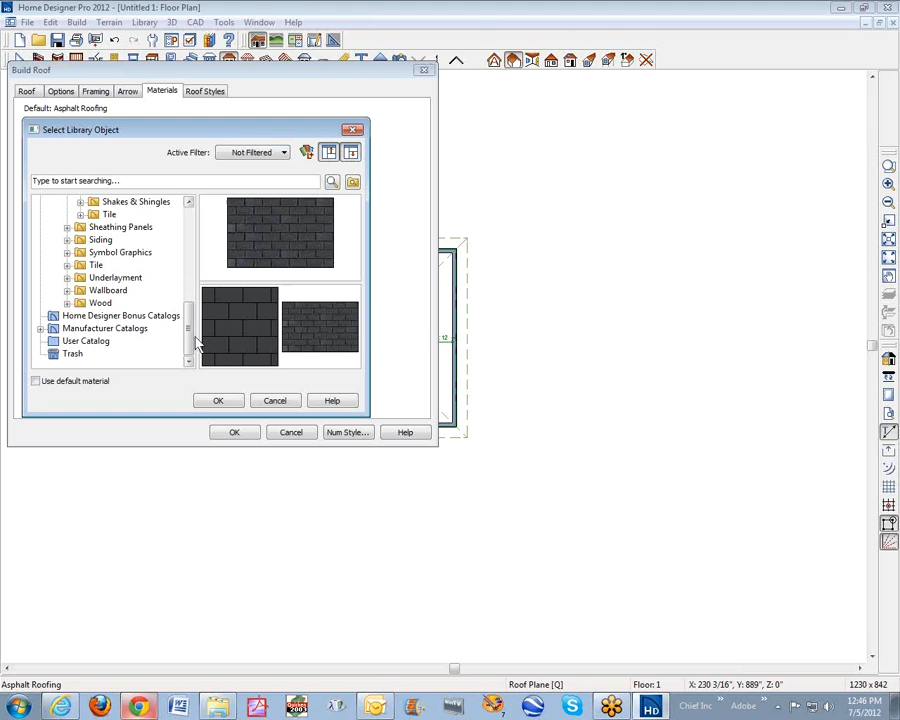 Home Designer Pro 2012 - [Untitled 1: Floor Plan]
File Edit Build Terrain Library 3D CAD Tools Window Help
Build Roof
Roof Options Framing Arrow Materials Roof Styles
Default: Asphalt Roofing
Select Library Object
Active Filter: Not Filtered
Type to start searching...
Shakes & Shingles
Tile
Sheathing Panels
Siding
Symbol Graphics
Tile
Underlayment
Wallboard
Wood
Home Designer Bonus Catalogs
Manufacturer Catalogs
User Catalog
Trash
12
Use default material
OK Cancel Help
OK Cancel Num Style... Help
Asphalt Roofing Roof Plane [Q] Floor: 1 X: 230 3/16", Y: 889", Z: 0" 1230 x 842
Chief Inc Adobe 12:46 PM
7/5/2012